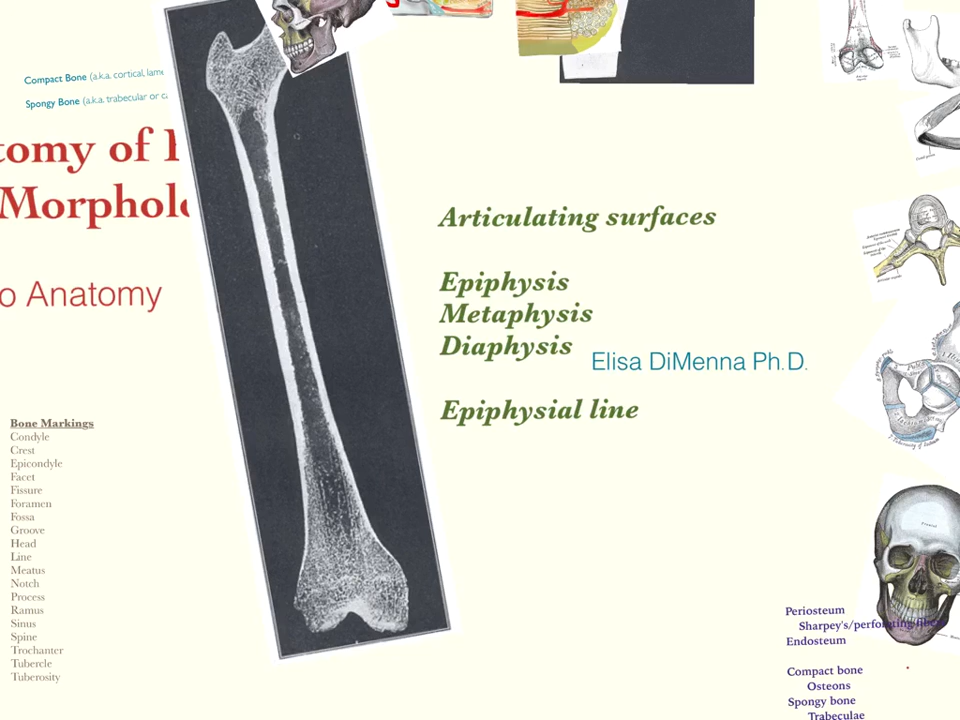 Compact Bone (a.k.a. cortical,
Spongy Bone (a.k.a. trabecular or
of
o Anatomy
Bone Markings
Condyle
Crest
Epicondyle
Facet
Fissure
Foramen
Fossa
Groove
Head
Line
Meatus
Notch
Process
Ramus
Sinus
Spine
Trochanter
Tubercle
Tuberosity
Articulating surfaces
Epiphysis
Metaphysis
Diaphysis
Elisa DiMenna Ph.D.
Epiphysial line
Periosteum
Sharpey's/perforating fibers
Endosteum
Compact bone
Osteons
Spongy bone
Trabeculae